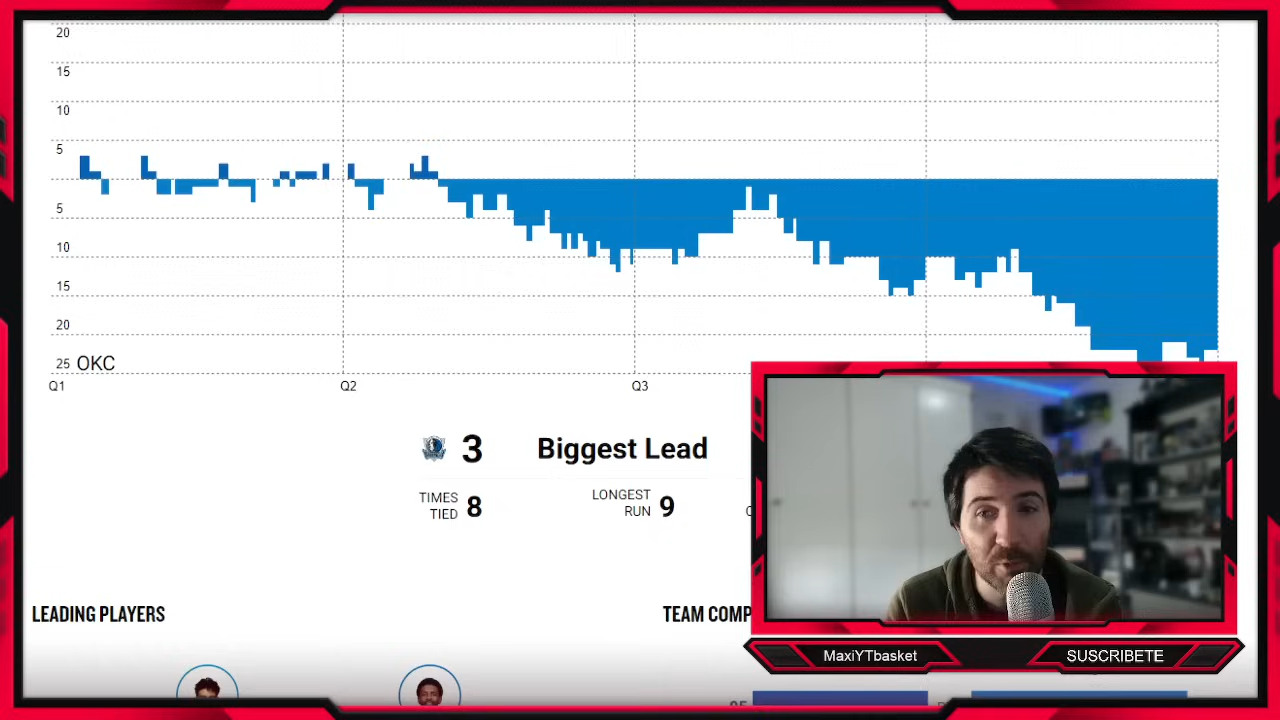 20
15
10
5
5
10
15
20
25 OKC
Q1 Q2 Q3
3 Biggest Lead
TIMES TIED 8 LONGEST RUN 9
LEADING PLAYERS TEAM COMP
MaxiYTbasket SUSCRIBETE